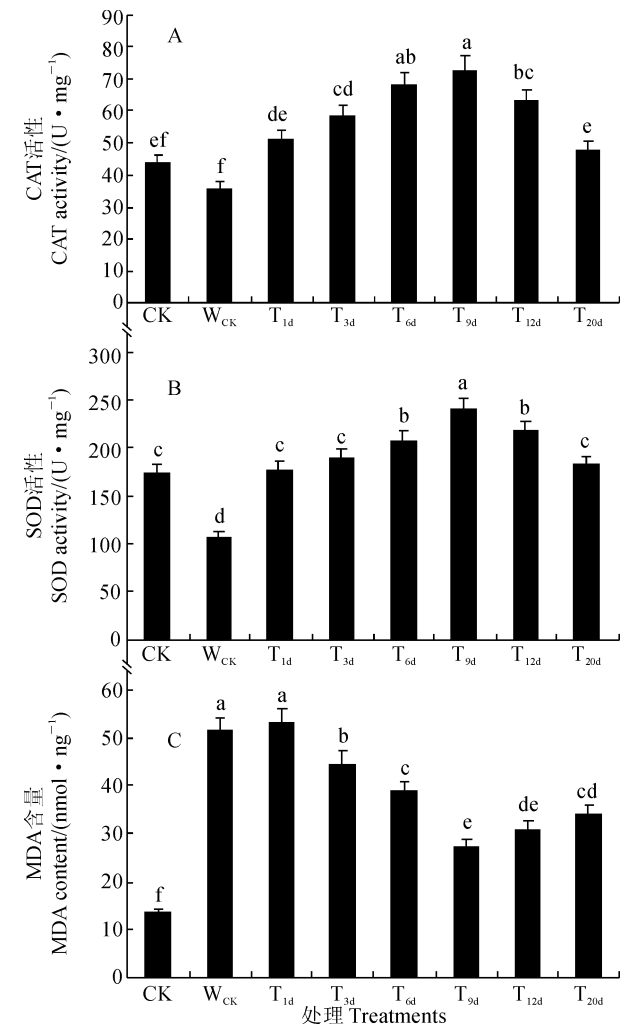 CAT活性
CAT activity/(U·mg⁻¹)
90
80
70
60
50
40
30
20
10
0
A
ef
f
de
cd
ab
a
bc
e
CK
W_CK
T_1d
T_3d
T_6d
T_9d
T_12d
T_20d
SOD活性
SOD activity/(U·mg⁻¹)
300
250
200
150
100
50
0
B
c
d
c
c
b
a
b
c
CK
W_CK
T_1d
T_3d
T_6d
T_9d
T_12d
T_20d
MDA含量
MDA content/(nmol·ng⁻¹)
60
50
40
30
20
10
0
C
f
a
a
b
c
e
de
cd
CK
W_CK
T_1d
T_3d
T_6d
T_9d
T_12d
T_20d
处理 Treatments